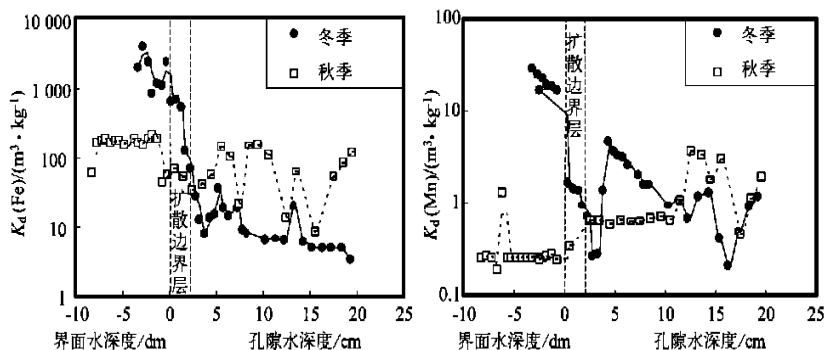 10 000
1 000
100
10
1
K_d(Fe)/(m³·kg⁻¹)
冬季
秋季
扩散边界层
-10 -5 0 5 10 15 20 25
界面水深度/dm 孔隙水深度/cm
100
10
1
0.1
K_d(Mn)/(m³·kg⁻¹)
冬季
秋季
扩散边界层
-10 -5 0 5 10 15 20 25
界面水深度/dm 孔隙水深度/cm